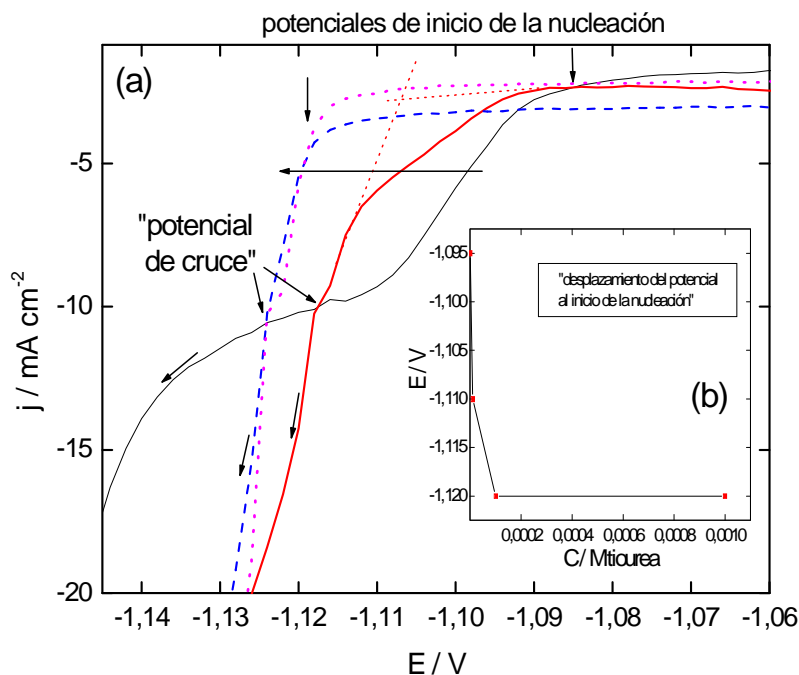 potenciales de inicio de la nucleación
(a)
"potencial
de cruce"
j / mA cm-2
-5
-10
-15
-20
-1,14
-1,13
-1,12
-1,11
-1,10
-1,09
-1,08
-1,07
-1,06
E / V
"desplazamiento del potencial
al inicio de la nucleación"
(b)
E / V
-1,095
-1,100
-1,105
-1,110
-1,115
-1,120
0,0002
0,0004
0,0006
0,0008
0,0010
C/ Mtiourea